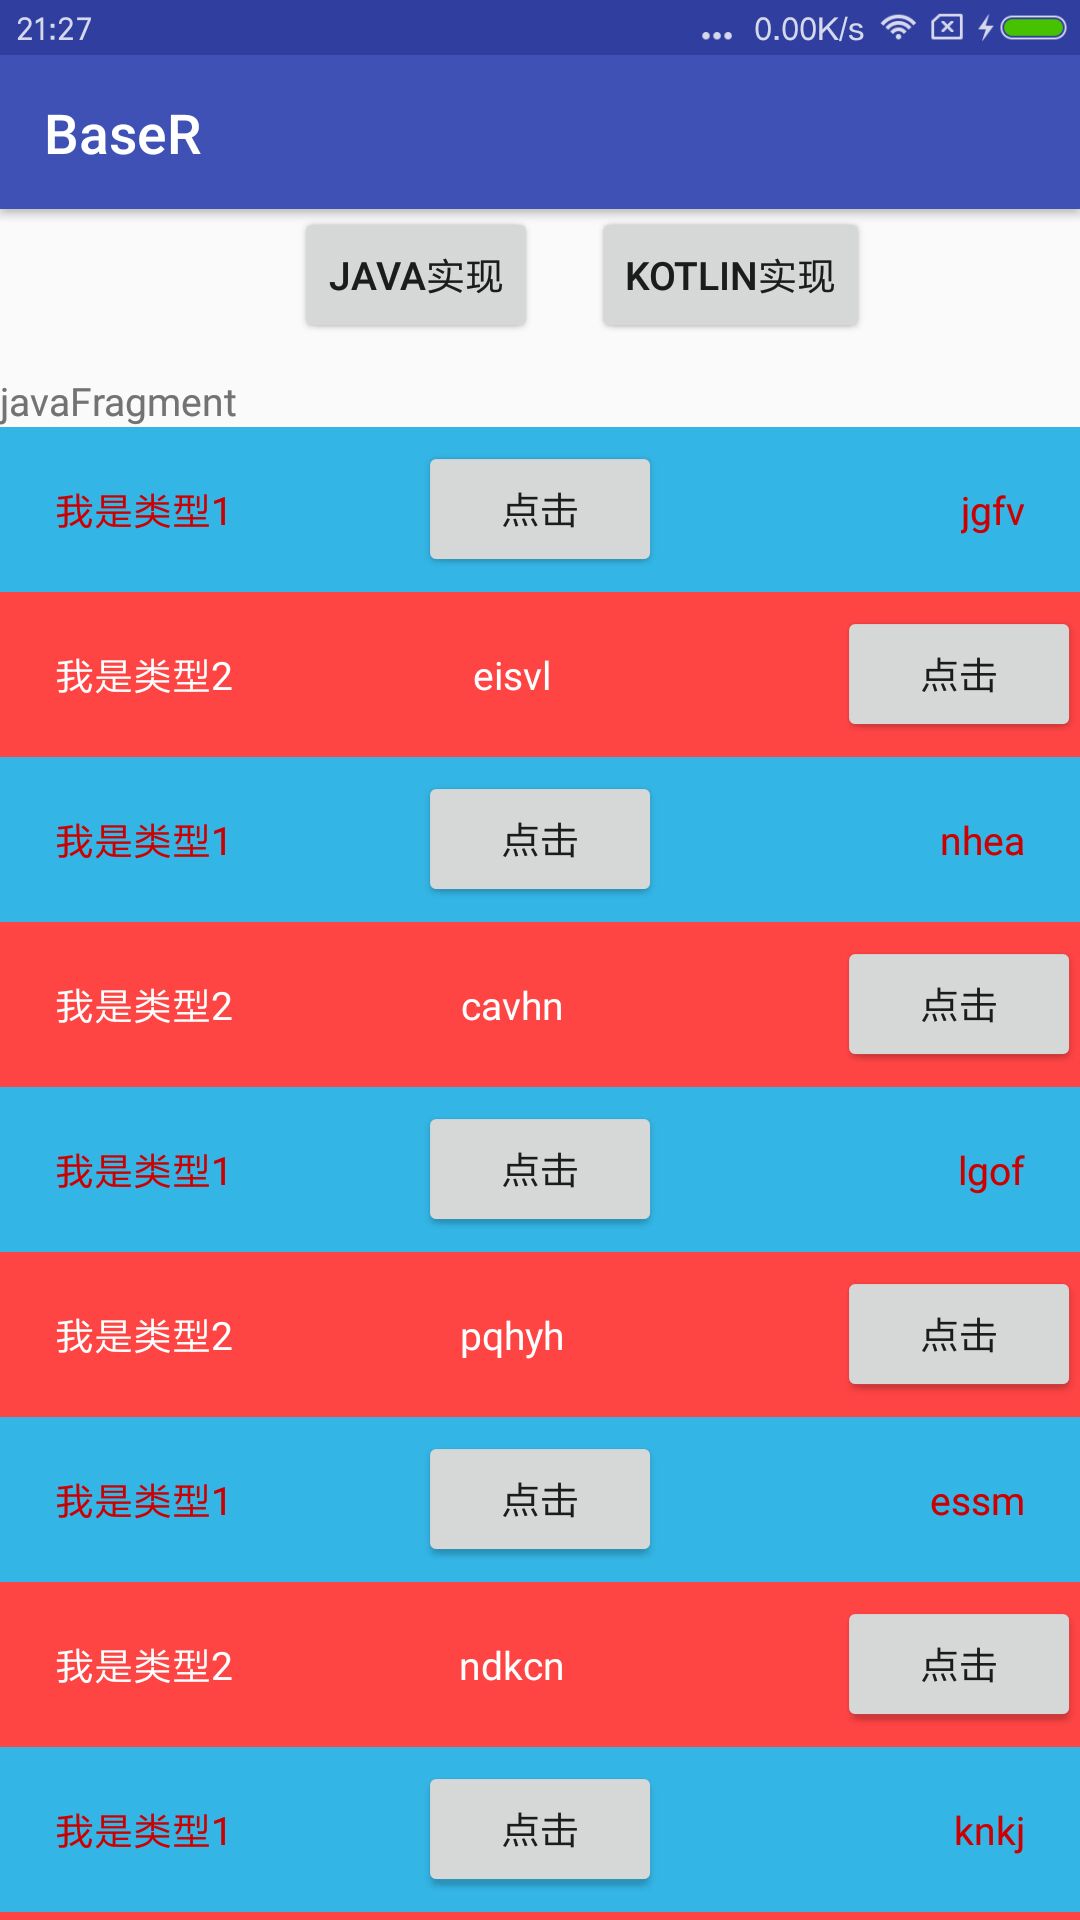 21:27 ... 0.00K/s
BaseR
JAVA实现 KOTLIN实现
javaFragment
我是类型1 点击 jgfv
我是类型2 eisvl 点击
我是类型1 点击 nhea
我是类型2 cavhn 点击
我是类型1 点击 lgof
我是类型2 pqhyh 点击
我是类型1 点击 essm
我是类型2 ndkcn 点击
我是类型1 点击 knkj